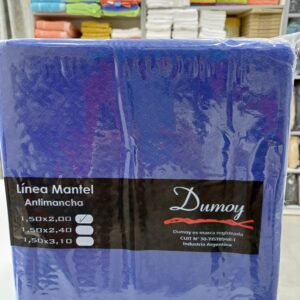 Línea Mantel
Antimancha
1,50x2,00
1,50x2,40
1,50x3,10
Dumoy
Dumoy es marca registrada
Industria Argentina